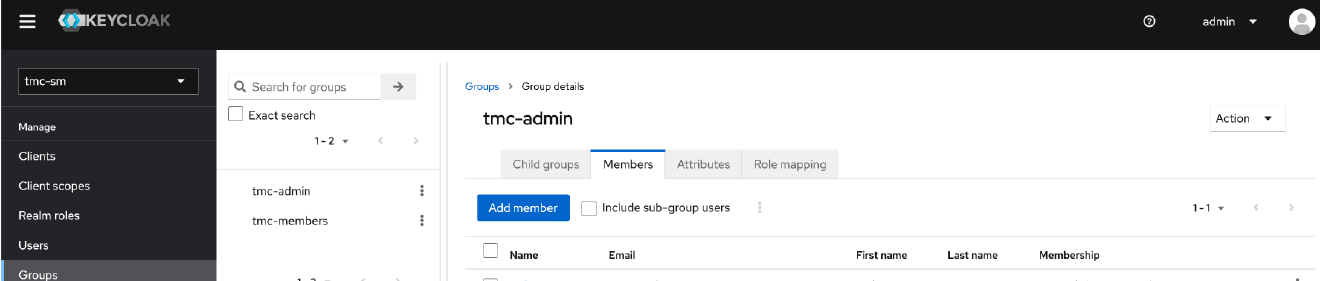 KEYCLOAK
admin
tmc-sm
Manage
Clients
Client scopes
Realm roles
Users
Groups
Search for groups
Exact search
1 - 2
tmc-admin
tmc-members
Groups > Group details
tmc-admin
Action
Child groups Members Attributes Role mapping
Add member Include sub-group users 1 - 1
Name Email First name Last name Membership